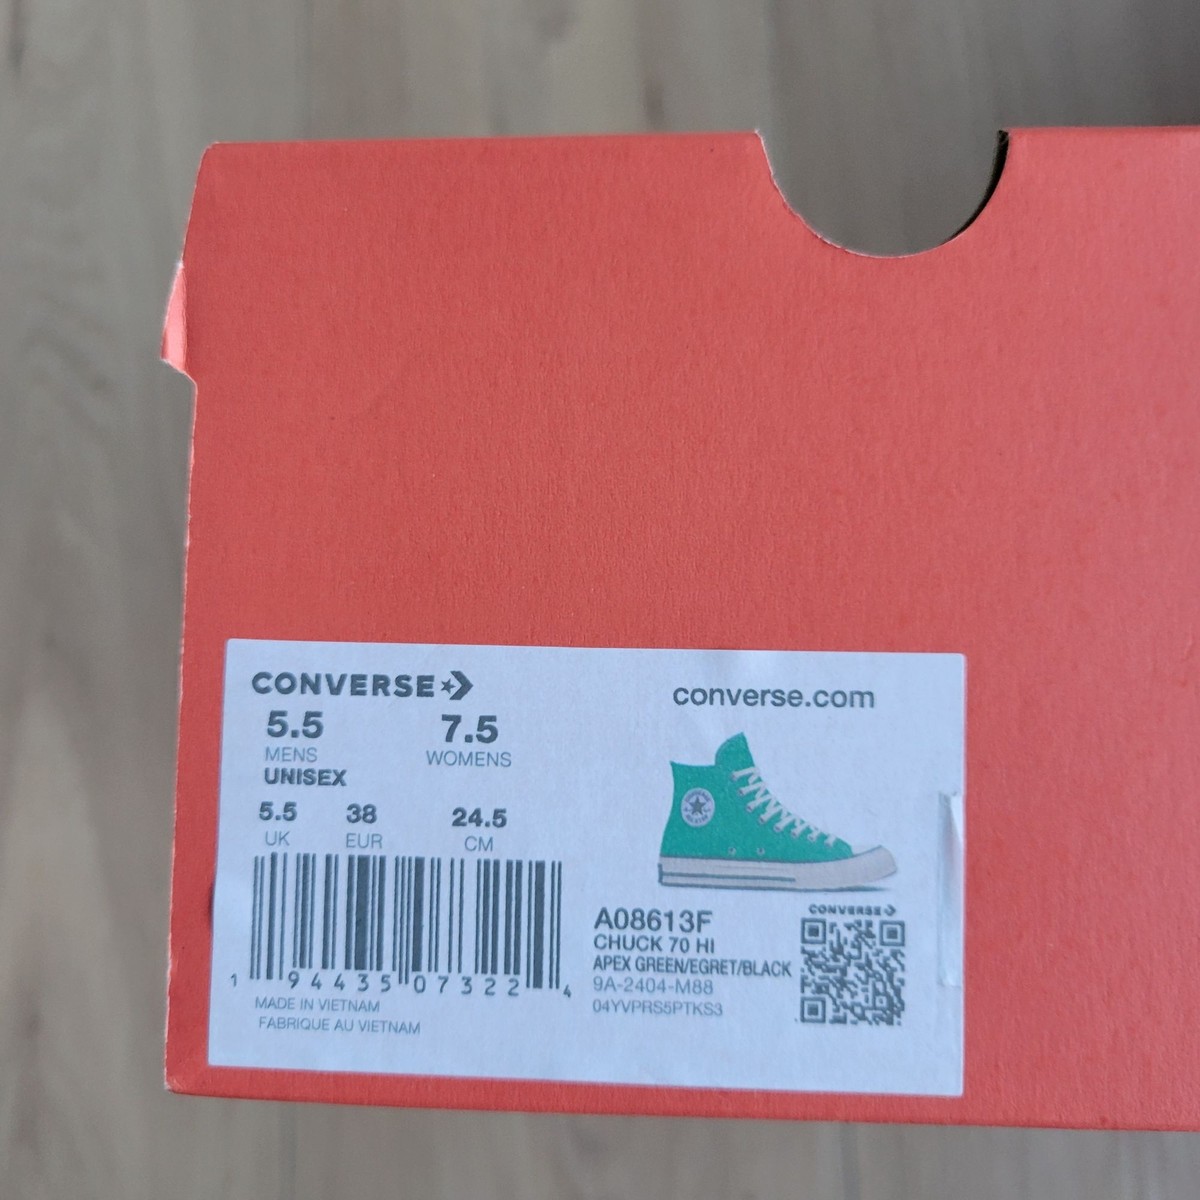 CONVERSE
converse.com
5.5 7.5
MENS WOMENS
UNISEX
5.5 38 24.5
UK EUR CM
1 94435 07322 4
MADE IN VIETNAM
FABRIQUE AU VIETNAM
A08613F
CHUCK 70 HI
APEX GREEN/EGRET/BLACK
9A-2404-M88
04YVPRS5PTKS3
CONVERSE